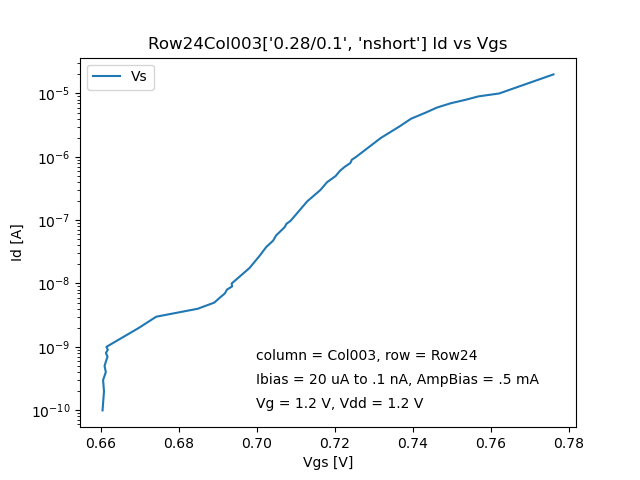 Row24Col003['0.28/0.1', 'nshort'] Id vs Vgs
Vs
10⁻⁵
10⁻⁶
10⁻⁷
10⁻⁸
10⁻⁹
10⁻¹⁰
Id [A]
column = Col003, row = Row24
Ibias = 20 uA to .1 nA, AmpBias = .5 mA
Vg = 1.2 V, Vdd = 1.2 V
0.66 0.68 0.70 0.72 0.74 0.76 0.78
Vgs [V]